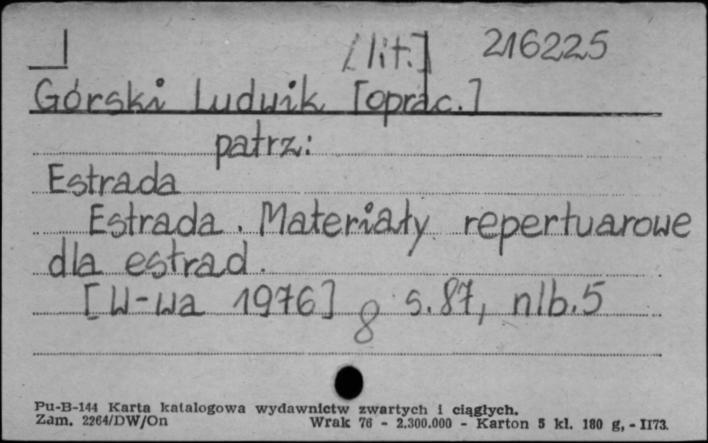 [lit.] 216225
Górski Ludwik [oprac.]
patrz:
Estrada
Estrada. Materiały repertuarowe
dla estrad.
[W-wa 1976] 8 s. 87, nlb. 5
Pu-B-144 Karta katalogowa wydawnictw zwartych i ciągłych.
Zam. 2264/DW/On Wrak 76 - 2.300.000 - Karton 5 kl. 180 g, - II73.